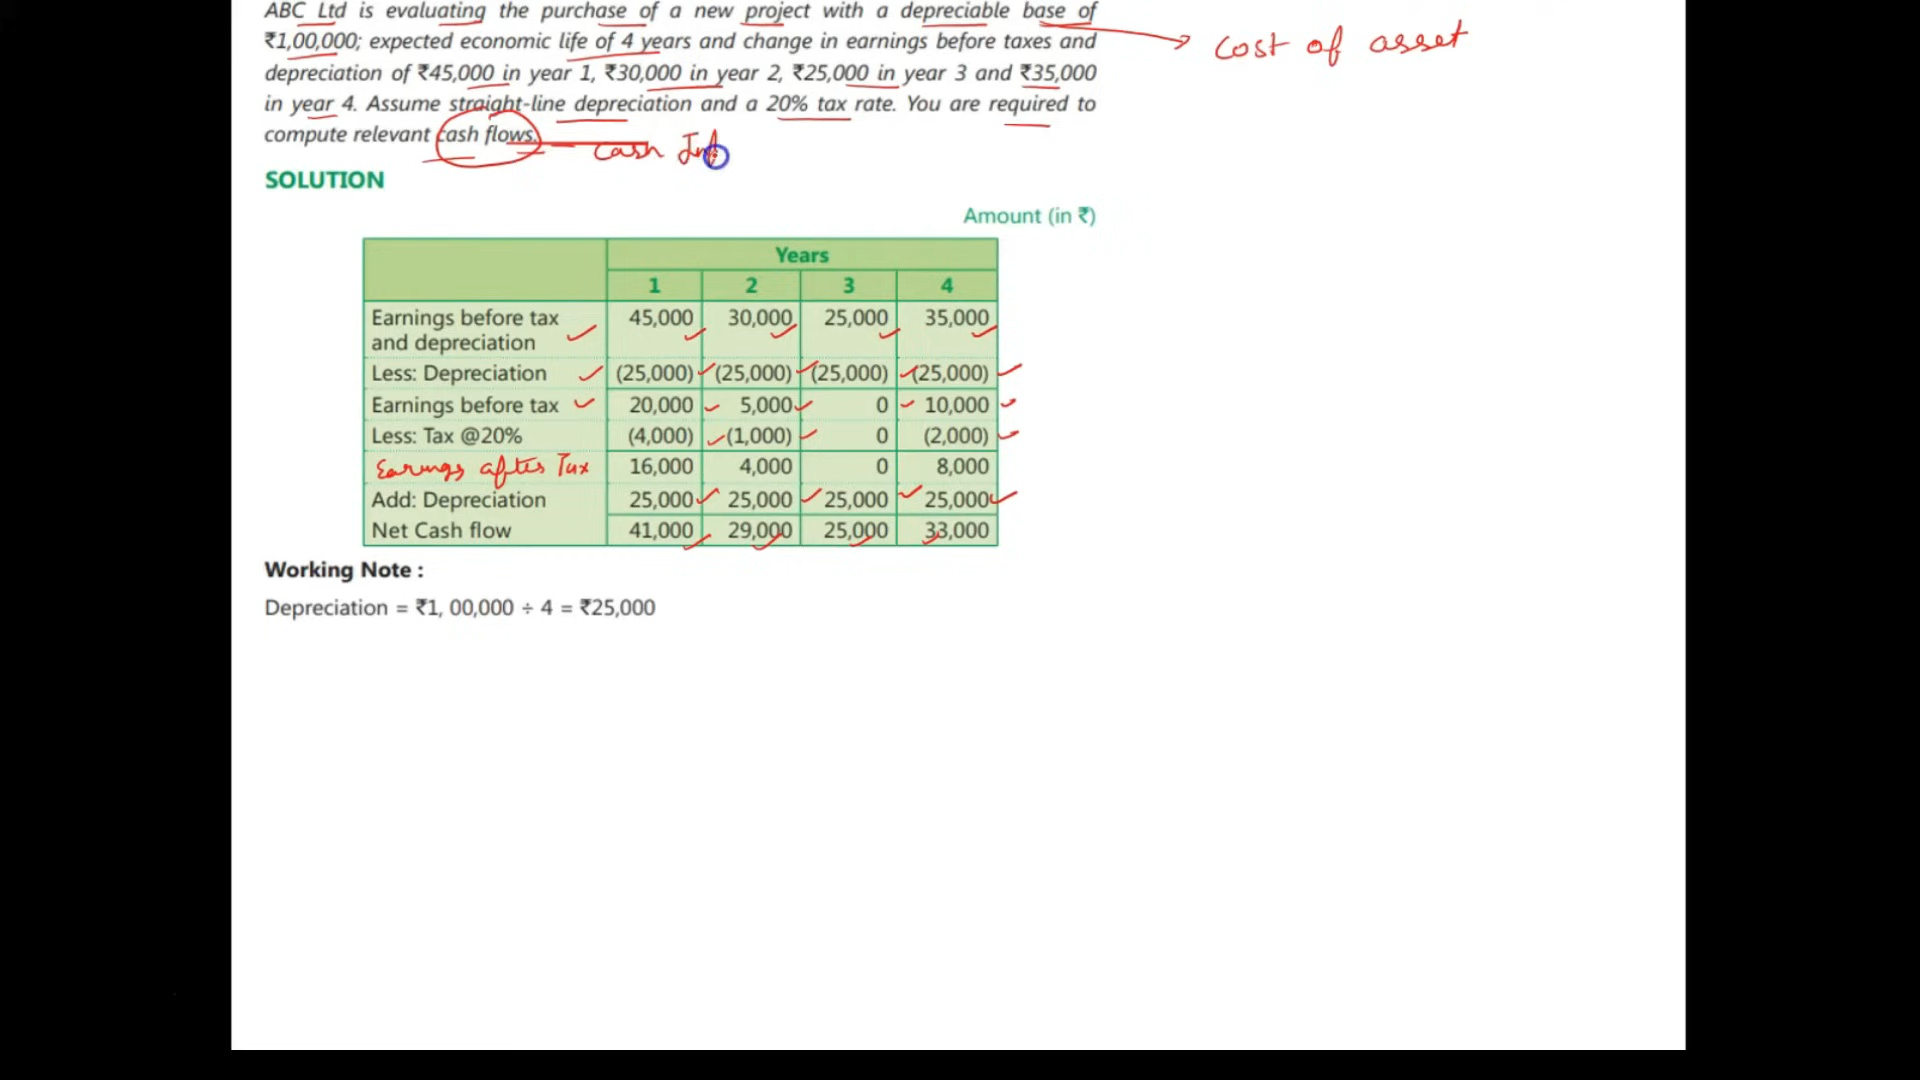 ABC Ltd is evaluating the purchase of a new project with a depreciable base of
₹1,00,000; expected economic life of 4 years and change in earnings before taxes and
depreciation of ₹45,000 in year 1, ₹30,000 in year 2, ₹25,000 in year 3 and ₹35,000
in year 4. Assume straight-line depreciation and a 20% tax rate. You are required to
compute relevant cash flows.
Cost of asset
Cash Inf
SOLUTION
Amount (in ₹)
Years
1 2 3 4
Earnings before tax and depreciation 45,000 30,000 25,000 35,000
Less: Depreciation (25,000) (25,000) (25,000) (25,000)
Earnings before tax 20,000 5,000 0 10,000
Less: Tax @20% (4,000) (1,000) 0 (2,000)
Earings after Tax 16,000 4,000 0 8,000
Add: Depreciation 25,000 25,000 25,000 25,000
Net Cash flow 41,000 29,000 25,000 33,000
Working Note :
Depreciation = ₹1, 00,000 ÷ 4 = ₹25,000